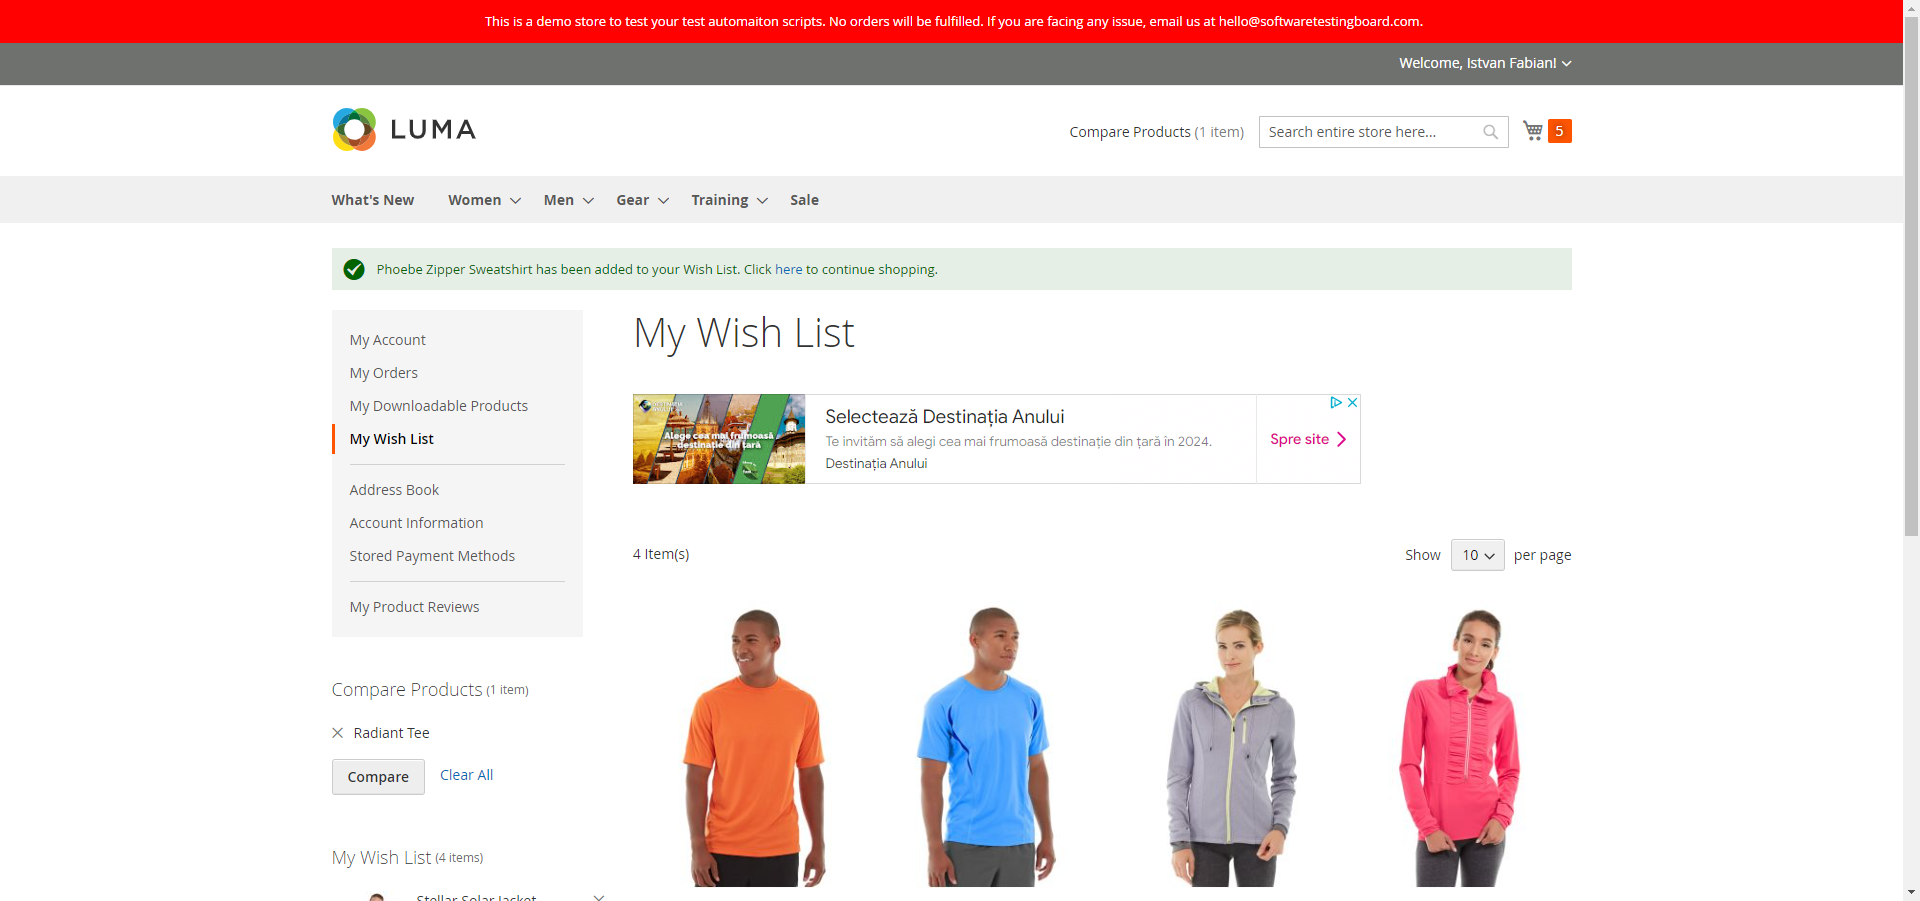 This is a demo store to test your test automaiton scripts. No orders will be fulfilled. If you are facing any issue, email us at hello@softwaretestingboard.com.
Welcome, Istvan Fabian!
LUMA
Compare Products (1 item)
Search entire store here...
5
What's New
Women
Men
Gear
Training
Sale
Phoebe Zipper Sweatshirt has been added to your Wish List. Click here to continue shopping.
My Account
My Orders
My Downloadable Products
My Wish List
Address Book
Account Information
Stored Payment Methods
My Product Reviews
Compare Products (1 item)
Radiant Tee
Compare
Clear All
My Wish List (4 items)
Stellar Solar Jacket
My Wish List
Alege cea mai frumoasă
destinație din țară
Selectează Destinația Anului
Te invităm să alegi cea mai frumoasă destinație din țară în 2024.
Destinația Anului
Spre site
4 Item(s)
Show 10 per page